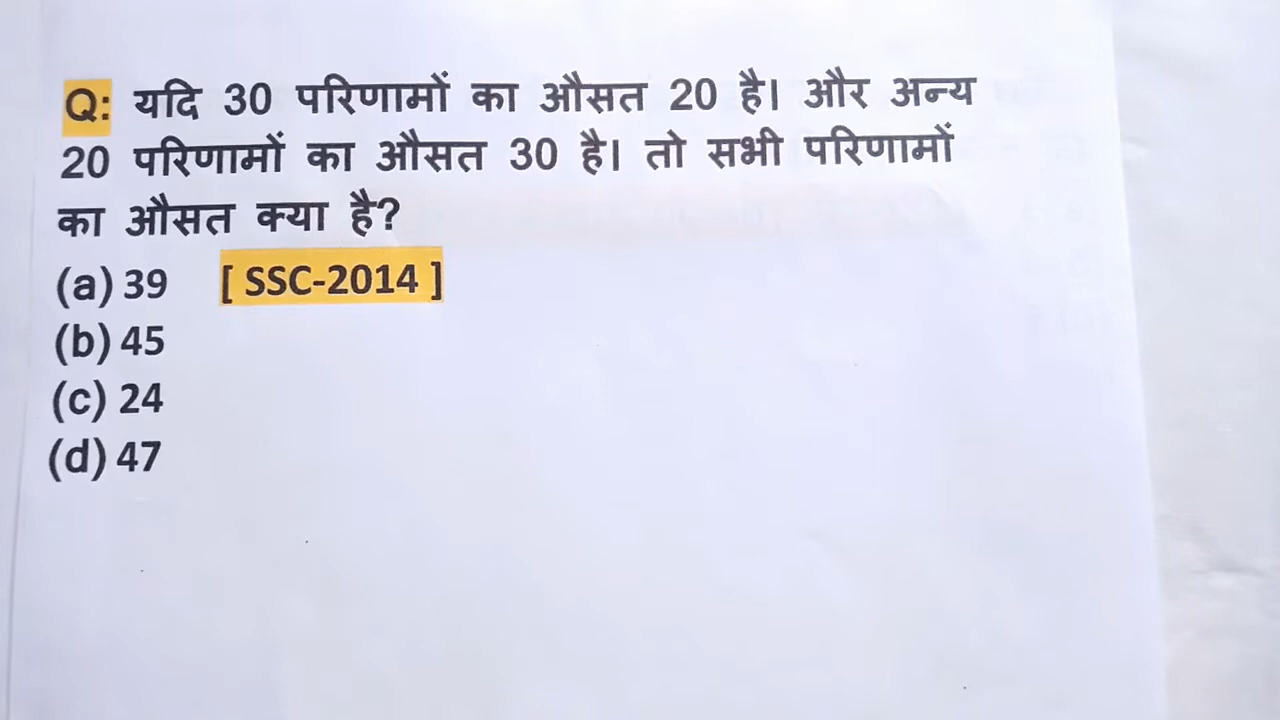 Q: यदि 30 परिणामों का औसत 20 है। और अन्य
20 परिणामों का औसत 30 है। तो सभी परिणामों
का औसत क्या है?
(a) 39 [ SSC-2014 ]
(b) 45
(c) 24
(d) 47